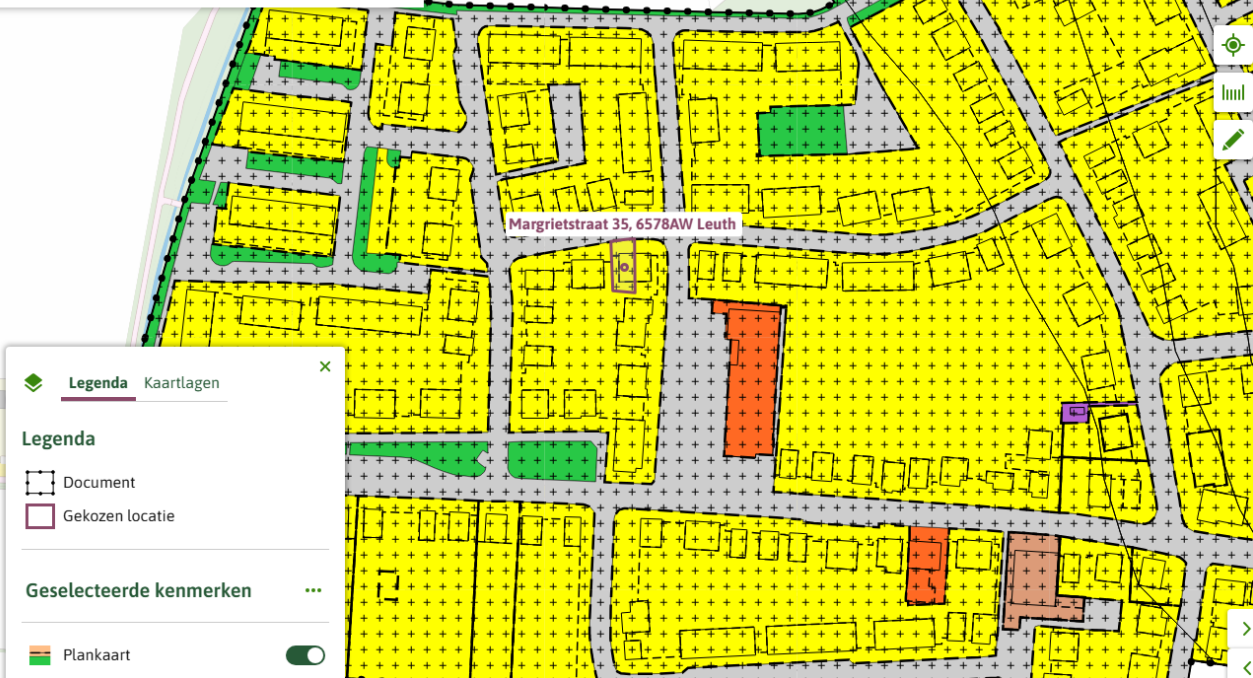 Margrietstraat 35, 6578AW Leuth
Legenda Kaartlagen
Legenda
Document
Gekozen locatie
Geselecteerde kenmerken
Plankaart